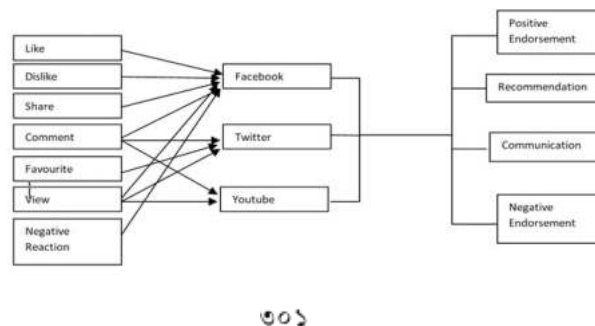 Like
Dislike
Share
Comment
Favourite
View
Negative
Reaction
Facebook
Twitter
Youtube
Positive
Endorsement
Recommendation
Communication
Negative
Endorsement
৩০১